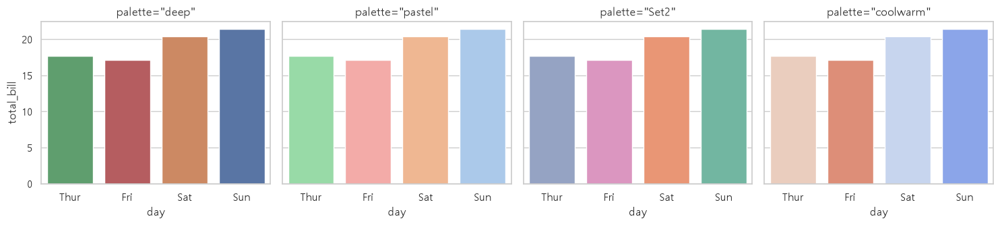 palette="deep"
palette="pastel"
palette="Set2"
palette="coolwarm"
total_bill
20
15
10
5
0
Thur Fri Sat Sun
day
Thur Fri Sat Sun
day
Thur Fri Sat Sun
day
Thur Fri Sat Sun
day